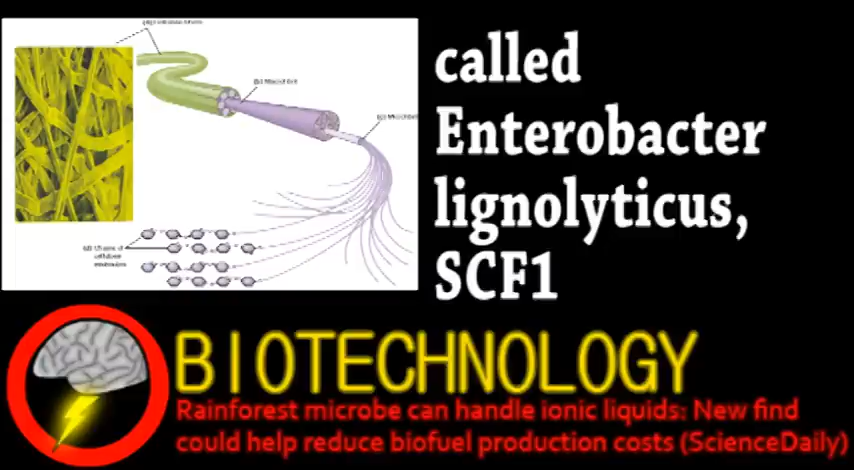 called
Enterobacter
lignolyticus,
SCF1
BIOTECHNOLOGY
Rainforest microbe can handle ionic liquids: New find
could help reduce biofuel production costs (ScienceDaily)